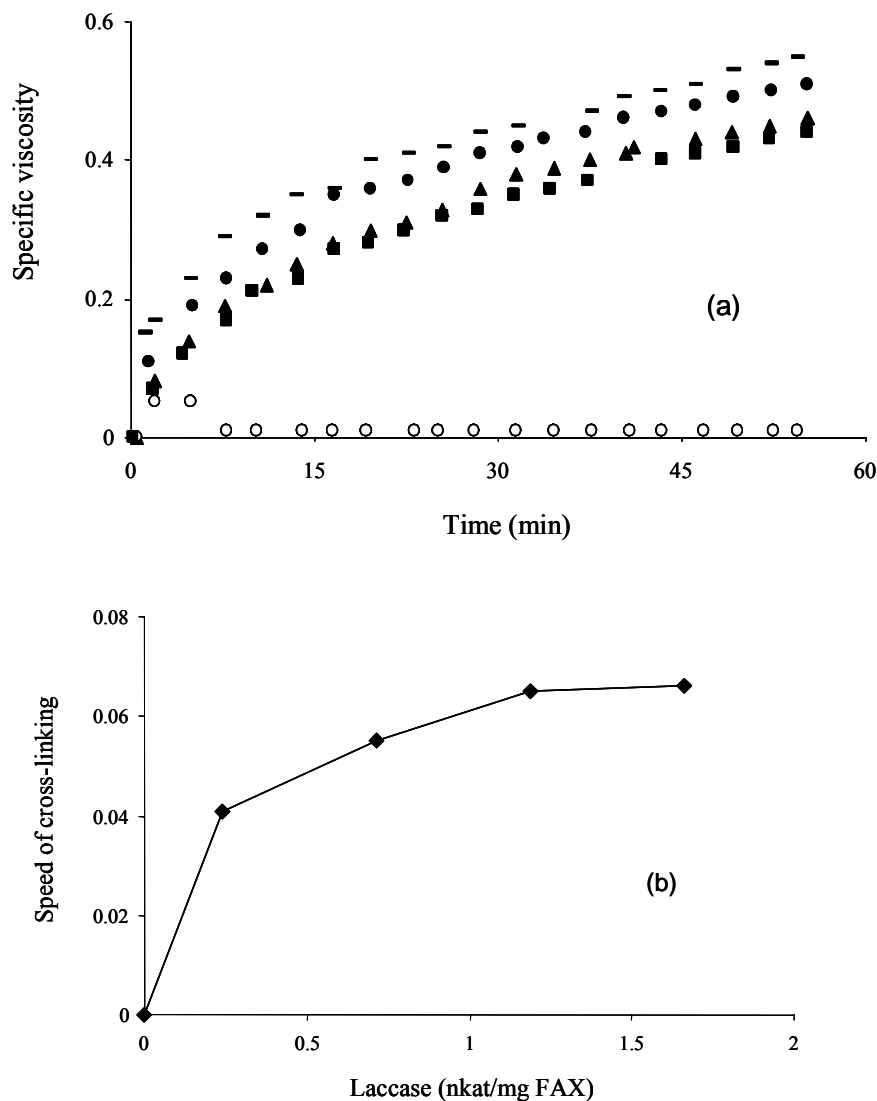 0.6
0.4
0.2
0
Specific viscosity
(a)
0 15 30 45 60
Time (min)
0.08
0.06
0.04
0.02
0
Speed of cross-linking
(b)
0 0.5 1 1.5 2
Laccase (nkat/mg FAX)